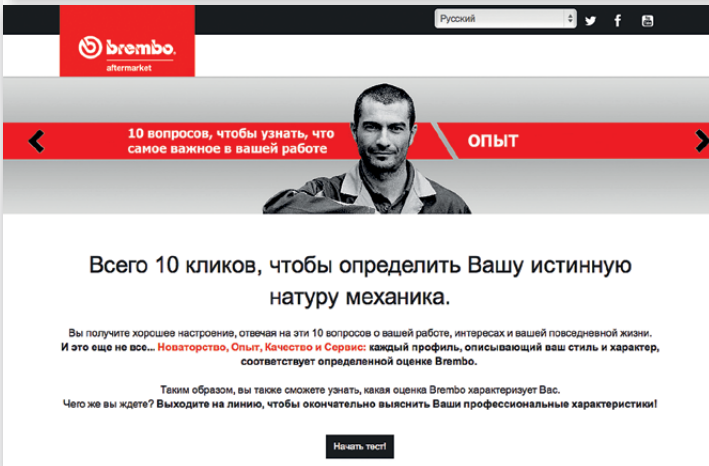 Русский
brembo.
aftermarket
10 вопросов, чтобы узнать, что
самое важное в вашей работе
ОПЫТ
Всего 10 кликов, чтобы определить Вашу истинную
натуру механика.
Вы получите хорошее настроение, отвечая на эти 10 вопросов о вашей работе, интересах и вашей повседневной жизни.
И это еще не все... Новаторство, Опыт, Качество и Сервис: каждый профиль, описывающий ваш стиль и характер,
соответствует определенной оценке Brembo.
Таким образом, вы также сможете узнать, какая оценка Brembo характеризует Вас.
Чего же вы ждете? Выходите на линию, чтобы окончательно выяснить Ваши профессиональные характеристики!
Начать тест!